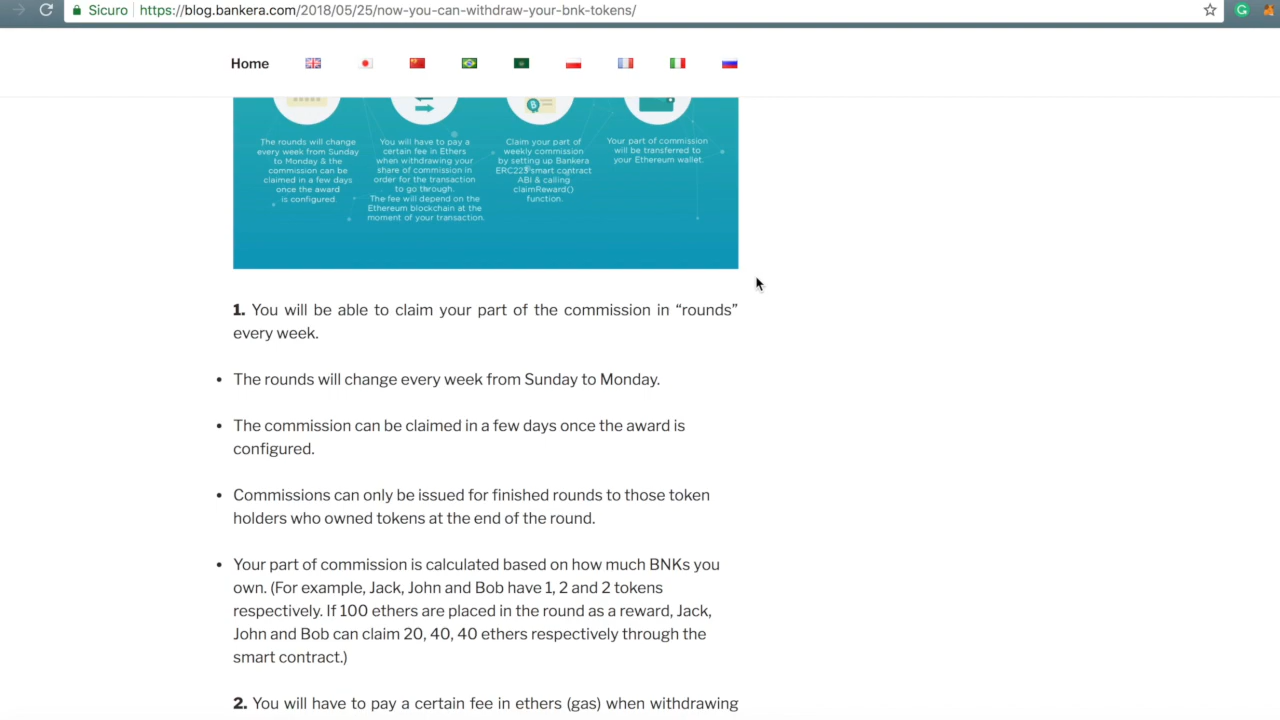 Sicuro
https://blog.bankera.com/2018/05/25/now-you-can-withdraw-your-bnk-tokens/
Home
The rounds will change
every week from Sunday
to Monday & the
commission can be
claimed in a few days
once the award
is configured.
You will have to pay a
certain fee in Ethers
when withdrawing your
share of commission in
order for the transaction
to go through.
The fee will depend on the
Ethereum blockchain at the
moment of your transaction.
Claim your part of
weekly commission
by setting up Bankera
ERC223 smart contract
ABI & calling
claimReward()
function.
Your part of commission
will be transferred to
your Ethereum wallet.
1. You will be able to claim your part of the commission in “rounds”
every week.
• The rounds will change every week from Sunday to Monday.
• The commission can be claimed in a few days once the award is
configured.
• Commissions can only be issued for finished rounds to those token
holders who owned tokens at the end of the round.
• Your part of commission is calculated based on how much BNKs you
own. (For example, Jack, John and Bob have 1, 2 and 2 tokens
respectively. If 100 ethers are placed in the round as a reward, Jack,
John and Bob can claim 20, 40, 40 ethers respectively through the
smart contract.)
2. You will have to pay a certain fee in ethers (gas) when withdrawing